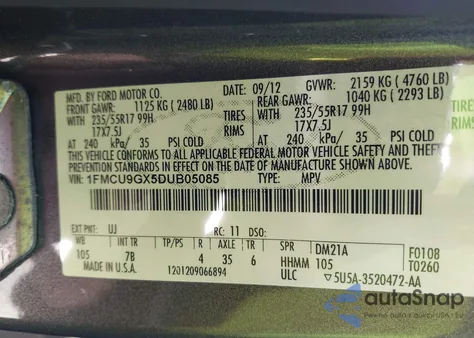 MFD. BY FORD MOTOR CO.
DATE: 09/12 GVWR: 2159 KG ( 4760 LB)
FRONT GAWR: 1125 KG ( 2480 LB) REAR GAWR: 1040 KG ( 2293 LB)
WITH 235/55R17 99H TIRES WITH 235/55R17 99H
17X7.5J RIMS 17X7.5J
AT 240 kPa/ 35 PSI COLD AT 240 kPa/ 35 PSI COLD
THIS VEHICLE CONFORMS TO ALL APPLICABLE FEDERAL MOTOR VEHICLE SAFETY AND THEFT
PREVENTION STANDARDS IN EFFECT ON THE DATE OF MANUFACTURE SHOWN ABOVE.
VIN: 1FMCU9GX5DUB05085 TYPE: MPV
EXT PNT: UJ RC: 11 DSO:
WB INT TR TP/PS R AXLE TR SPR DM21A F0108
105 7B 4 35 6 HHMM 105 T0260
MADE IN U.S.A. 1201209066894 ULC 5U5A-3520472-AA
autoSnap